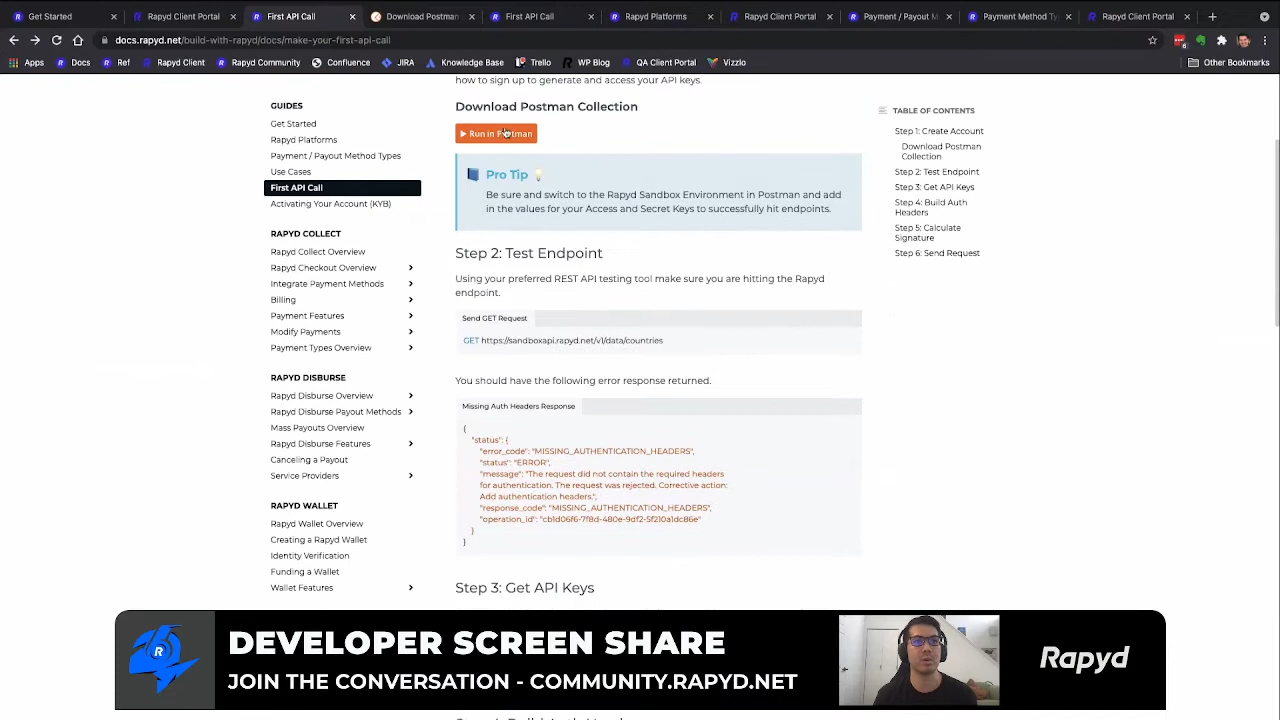 Get Started
Rapyd Client Portal
First API Call
Download Postman
First API Call
Rapyd Platforms
Rapyd Client Portal
Payment / Payout M
Payment Method Ty
Rapyd Client Portal
docs.rapyd.net/build-with-rapyd/docs/make-your-first-api-call
Apps
Docs
Ref
Rapyd Client
Rapyd Community
Confluence
JIRA
Knowledge Base
Trello
WP Blog
QA Client Portal
Vizzlo
Other Bookmarks
GUIDES
Get Started
Rapyd Platforms
Payment / Payout Method Types
Use Cases
First API Call
Activating Your Account (KYB)
RAPYD COLLECT
Rapyd Collect Overview
Rapyd Checkout Overview
Integrate Payment Methods
Billing
Payment Features
Modify Payments
Payment Types Overview
RAPYD DISBURSE
Rapyd Disburse Overview
Rapyd Disburse Payout Methods
Mass Payouts Overview
Rapyd Disburse Features
Canceling a Payout
Service Providers
RAPYD WALLET
Rapyd Wallet Overview
Creating a Rapyd Wallet
Identity Verification
Funding a Wallet
Wallet Features
how to sign up to generate and access your API keys.
Download Postman Collection
Run in Postman
Pro Tip
Be sure and switch to the Rapyd Sandbox Environment in Postman and add
in the values for your Access and Secret Keys to successfully hit endpoints.
Step 2: Test Endpoint
Using your preferred REST API testing tool make sure you are hitting the Rapyd
endpoint.
Send GET Request
GET https://sandboxapi.rapyd.net/v1/data/countries
You should have the following error response returned.
Missing Auth Headers Response
{
"status": {
"error_code": "MISSING_AUTHENTICATION_HEADERS",
"status": "ERROR",
"message": "The request did not contain the required headers
for authentication. The request was rejected. Corrective action:
Add authentication headers.",
"response_code": "MISSING_AUTHENTICATION_HEADERS",
"operation_id": "cb1d06f6-7f8d-480e-9df2-5f210a1dc86e"
}
}
Step 3: Get API Keys
TABLE OF CONTENTS
Step 1: Create Account
Download Postman
Collection
Step 2: Test Endpoint
Step 3: Get API Keys
Step 4: Build Auth
Headers
Step 5: Calculate
Signature
Step 6: Send Request
R
DEVELOPER SCREEN SHARE
JOIN THE CONVERSATION - COMMUNITY.RAPYD.NET
Rapyd